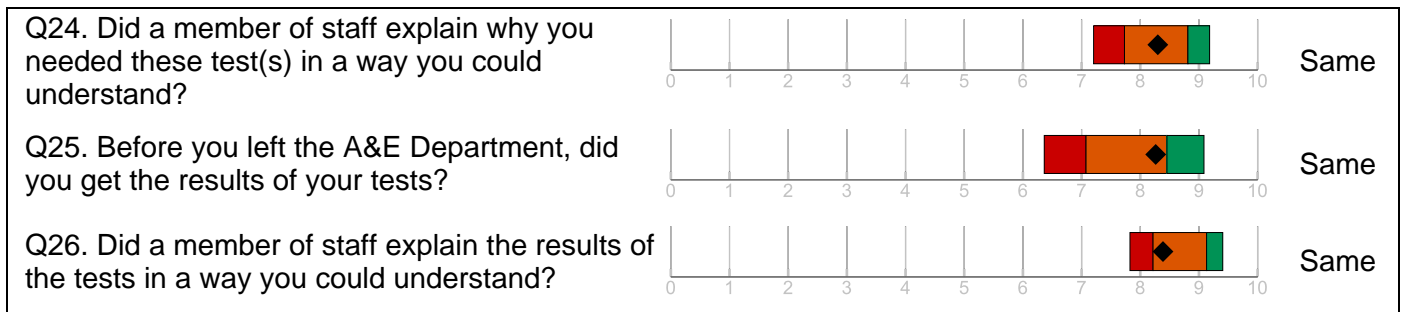 Q24. Did a member of staff explain why you
needed these test(s) in a way you could
understand?
0 1 2 3 4 5 6 7 8 9 10
Same
Q25. Before you left the A&E Department, did
you get the results of your tests?
0 1 2 3 4 5 6 7 8 9 10
Same
Q26. Did a member of staff explain the results of
the tests in a way you could understand?
0 1 2 3 4 5 6 7 8 9 10
Same